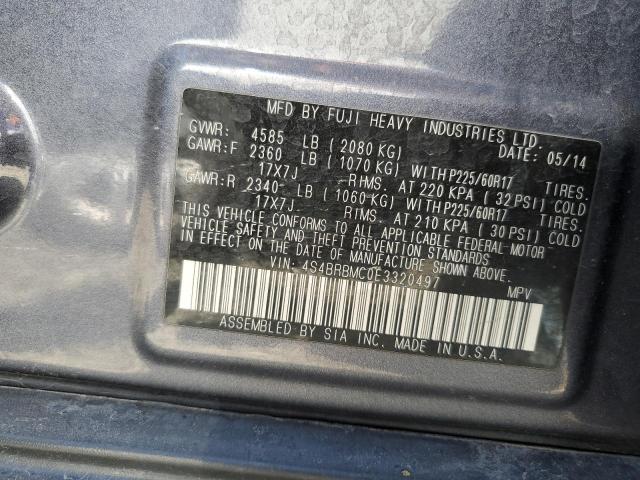 MFD BY FUJI HEAVY INDUSTRIES LTD.
GVWR: 4585 LB (2080 KG) DATE: 05/14
GAWR:F 2360 LB (1070 KG) WITH P225/60R17 TIRES.
17X7J RIMS. AT 220 KPA (32 PSI) COLD
GAWR:R 2340 LB (1060 KG) WITH P225/60R17 TIRES.
17X7J RIMS. AT 210 KPA (30 PSI) COLD
THIS VEHICLE CONFORMS TO ALL APPLICABLE FEDERAL MOTOR
VEHICLE SAFETY AND THEFT PREVENTION STANDARDS
IN EFFECT ON THE DATE OF MANUFACTURE SHOWN ABOVE.
VIN: 4S4BRBMC0E3320497 MPV
ASSEMBLED BY SIA INC. MADE IN U.S.A.